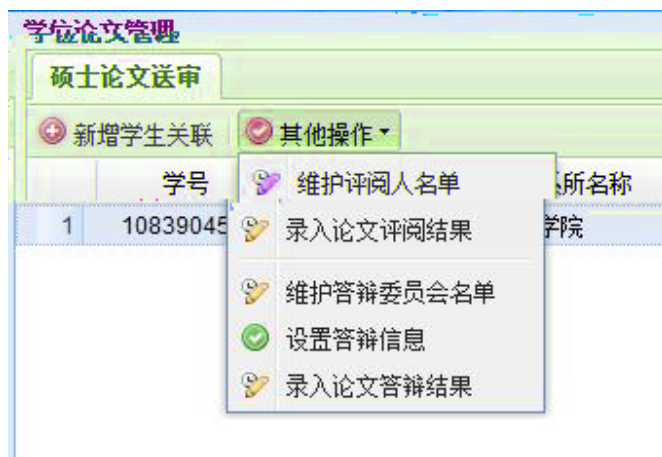 学位论文管理
硕士论文送审
新增学生关联 其他操作
学号 所名称
1 10839045 学院
维护评阅人名单
录入论文评阅结果
维护答辩委员会名单
设置答辩信息
录入论文答辩结果